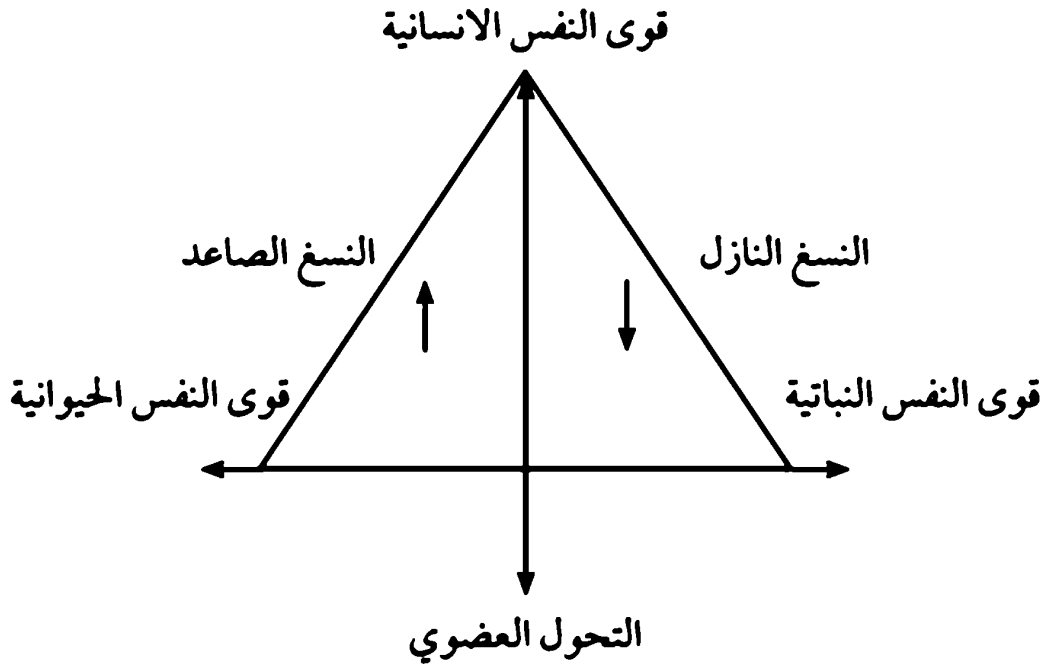 قوى النفس الانسانية
النسغ النازل
النسغ الصاعد
قوى النفس النباتية
قوى النفس الحيوانية
التحول العضوي